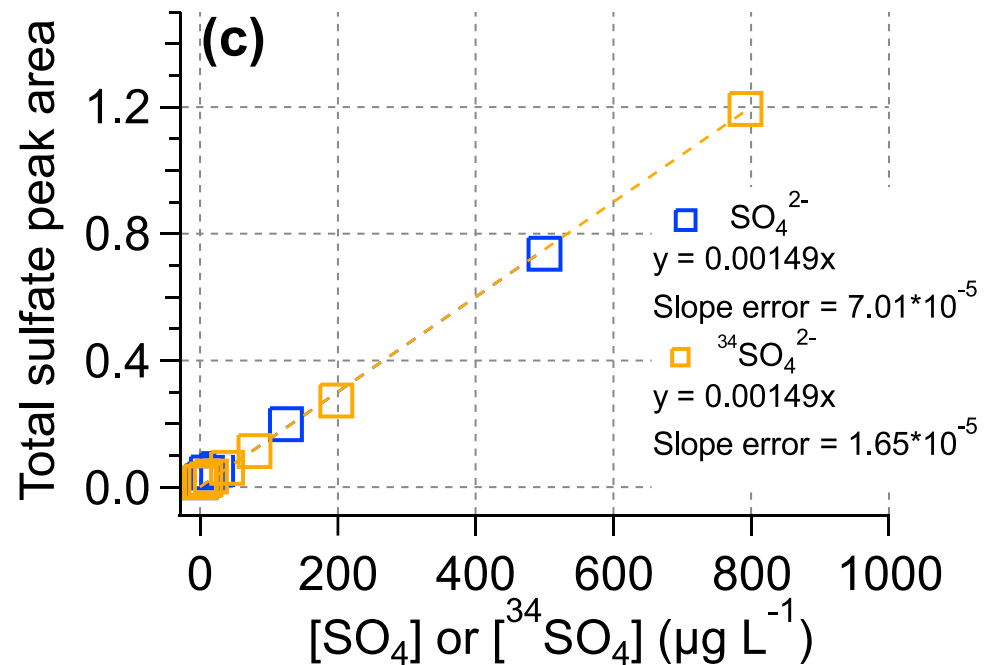 (c)
Total sulfate peak area
1.2
0.8
0.4
0.0
SO₄²⁻
y = 0.00149x
Slope error = 7.01*10⁻⁵
³⁴SO₄²⁻
y = 0.00149x
Slope error = 1.65*10⁻⁵
0 200 400 600 800 1000
[SO₄] or [³⁴SO₄] (µg L⁻¹)